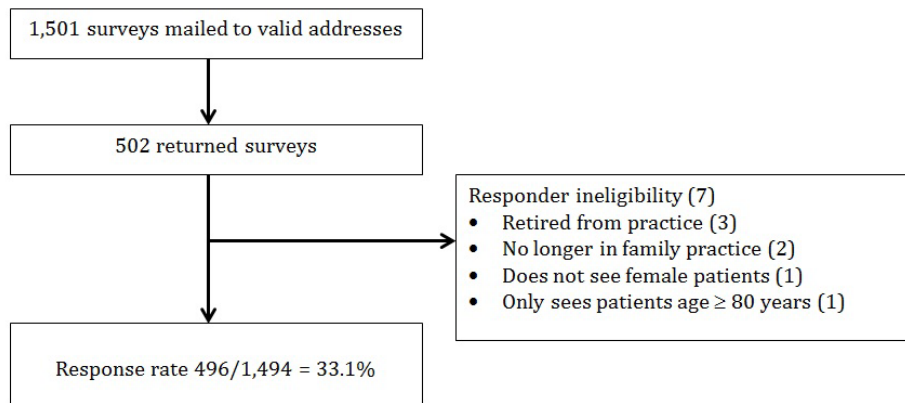 1,501 surveys mailed to valid addresses
502 returned surveys
Responder ineligibility (7)
• Retired from practice (3)
• No longer in family practice (2)
• Does not see female patients (1)
• Only sees patients age ≥ 80 years (1)
Response rate 496/1,494 = 33.1%